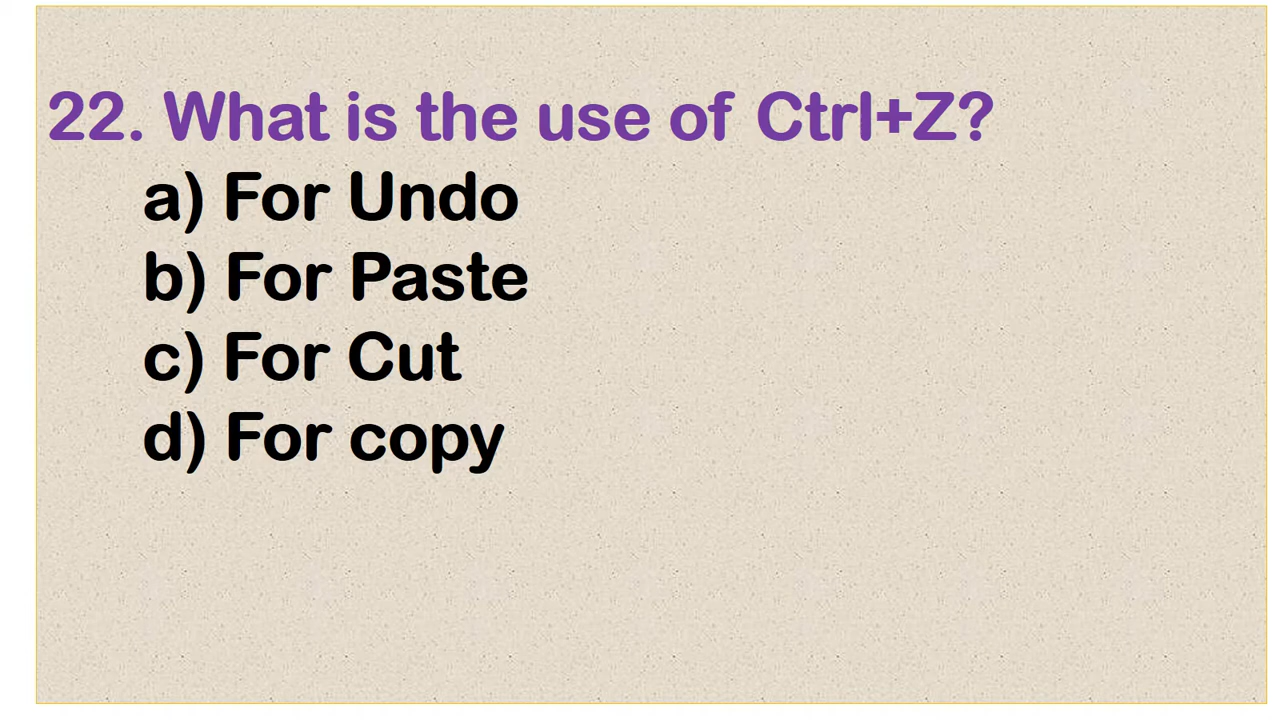 22. What is the use of Ctrl+Z?
a) For Undo
b) For Paste
c) For Cut
d) For copy